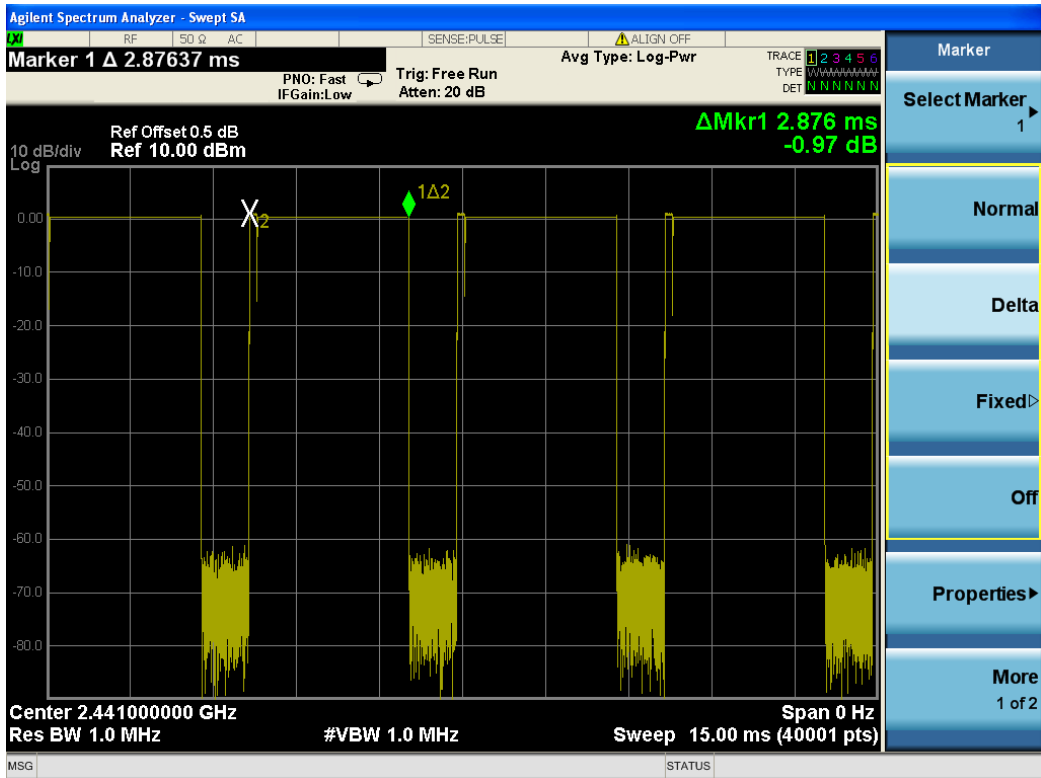 Agilent Spectrum Analyzer - Swept SA
LXI RF 50 Ω AC SENSE:PULSE ALIGN OFF
Marker 1 Δ 2.87637 ms
PNO: Fast
IFGain:Low
Trig: Free Run
Atten: 20 dB
Avg Type: Log-Pwr
TRACE 1 2 3 4 5 6
TYPE
DET N N N N N N
ΔMkr1 2.876 ms
-0.97 dB
Ref Offset 0.5 dB
10 dB/div Ref 10.00 dBm
Log
1Δ2
X2
0.00
-10.0
-20.0
-30.0
-40.0
-50.0
-60.0
-70.0
-80.0
Center 2.441000000 GHz Span 0 Hz
Res BW 1.0 MHz #VBW 1.0 MHz Sweep 15.00 ms (40001 pts)
MSG STATUS
Marker
Select Marker
1
Normal
Delta
Fixed
Off
Properties
More
1 of 2